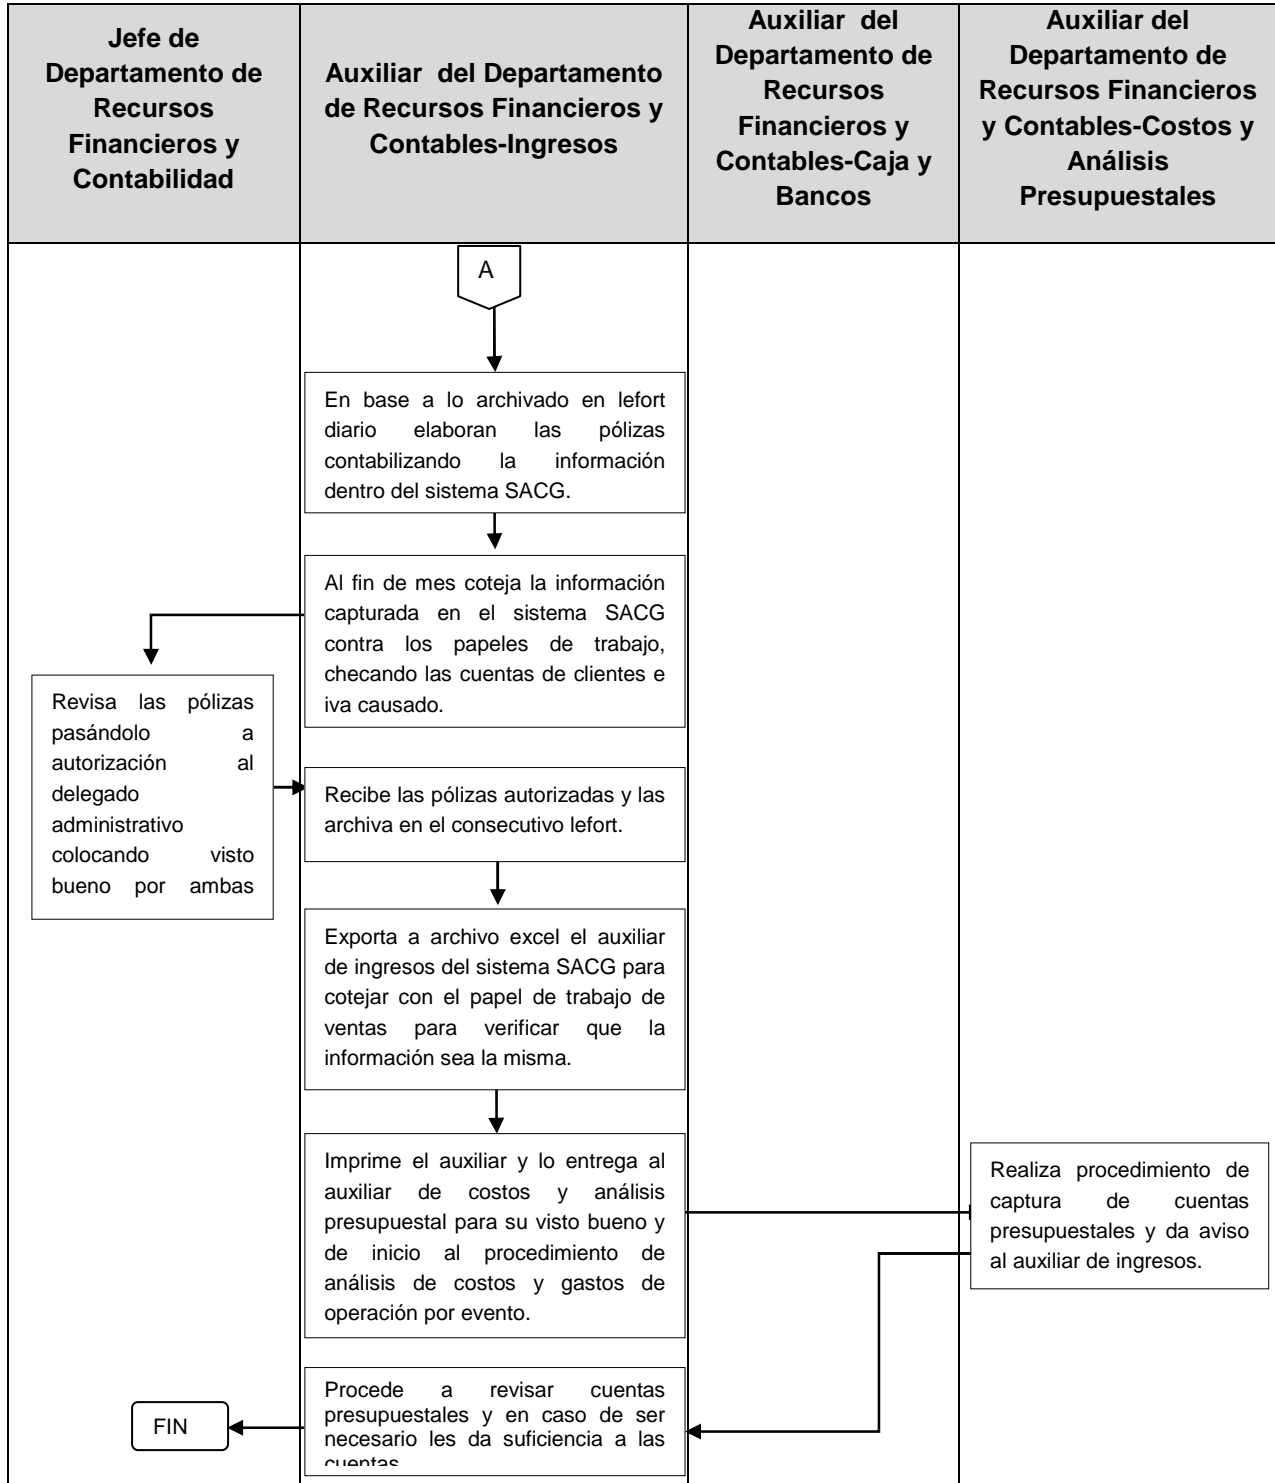 Jefe de
Departamento de
Recursos
Financieros y
Contabilidad
Auxiliar del Departamento
de Recursos Financieros y
Contables-Ingresos
Auxiliar del
Departamento de
Recursos
Financieros y
Contables-Caja y
Bancos
Auxiliar del
Departamento de
Recursos Financieros
y Contables-Costos y
Análisis
Presupuestales
A
En base a lo archivado en lefort
diario elaboran las pólizas
contabilizando la información
dentro del sistema SACG.
Al fin de mes coteja la información
capturada en el sistema SACG
contra los papeles de trabajo,
checando las cuentas de clientes e
iva causado.
Revisa las pólizas
pasándolo a
autorización al
delegado
administrativo
colocando visto
bueno por ambas
Recibe las pólizas autorizadas y las
archiva en el consecutivo lefort.
Exporta a archivo excel el auxiliar
de ingresos del sistema SACG para
cotejar con el papel de trabajo de
ventas para verificar que la
información sea la misma.
Imprime el auxiliar y lo entrega al
auxiliar de costos y análisis
presupuestal para su visto bueno y
de inicio al procedimiento de
análisis de costos y gastos de
operación por evento.
Realiza procedimiento de
captura de cuentas
presupuestales y da aviso
al auxiliar de ingresos.
Procede a revisar cuentas
presupuestales y en caso de ser
necesario les da suficiencia a las
cuentas
FIN